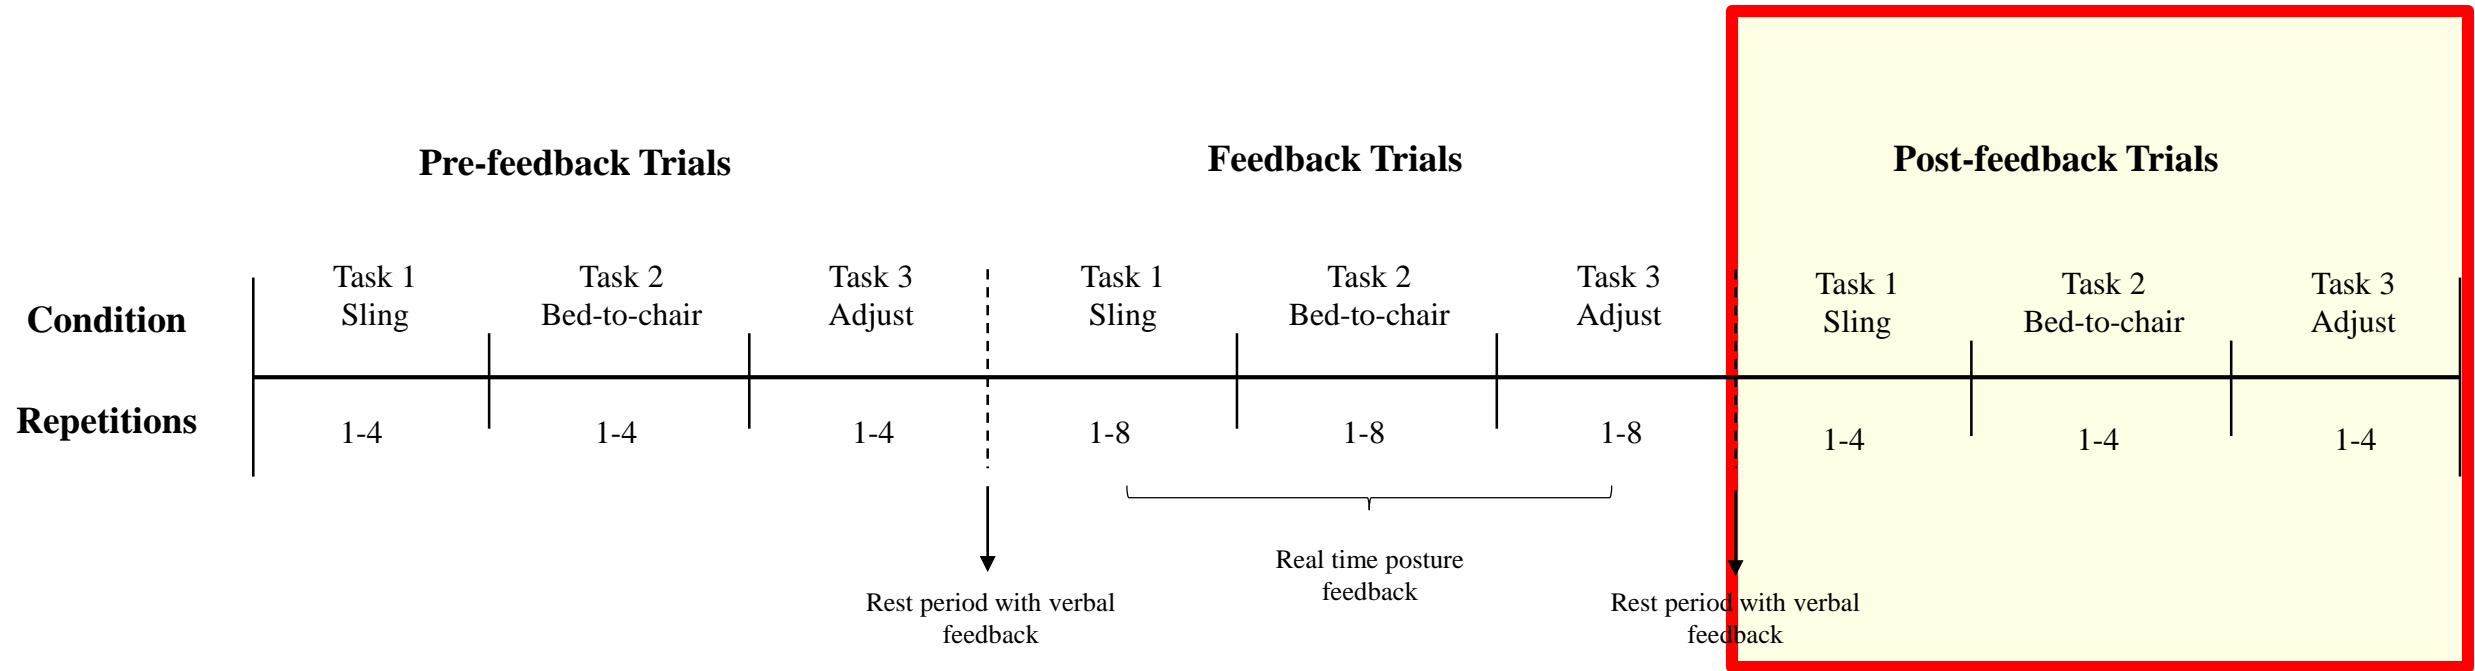 Pre-feedback Trials
Feedback Trials
Post-feedback Trials
Condition
Task 1
Sling
Task 2
Bed-to-chair
Task 3
Adjust
Task 1
Sling
Task 2
Bed-to-chair
Task 3
Adjust
Task 1
Sling
Task 2
Bed-to-chair
Task 3
Adjust
Repetitions
1-4
1-4
1-4
1-8
1-8
1-8
1-4
1-4
1-4
Rest period with verbal
feedback
Real time posture
feedback
Rest period with verbal
feedback